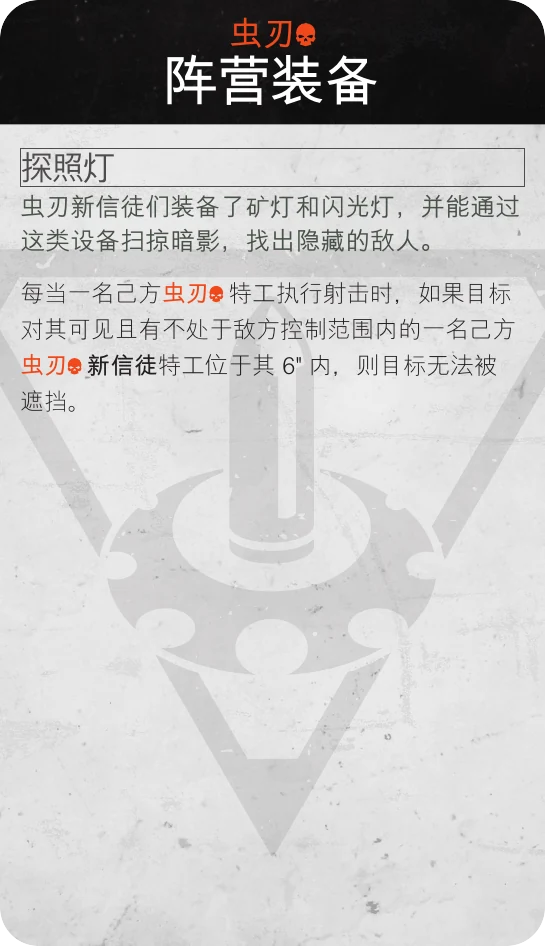 虫刃
阵营装备
探照灯
虫刃新信徒们装备了矿灯和闪光灯，并能通过
这类设备扫掠暗影，找出隐藏的敌人。
每当一名己方虫刃特工执行射击时，如果目标
对其可见且有不处于敌方控制范围内的一名己方
虫刃新信徒特工位于其 6" 内，则目标无法被
遮挡。